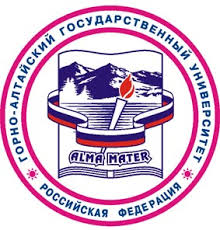 ГОРНО-АЛТАЙСКИЙ ГОСУДАРСТВЕННЫЙ УНИВЕРСИТЕТ
ALMA MATER
РОССИЙСКАЯ ФЕДЕРАЦИЯ